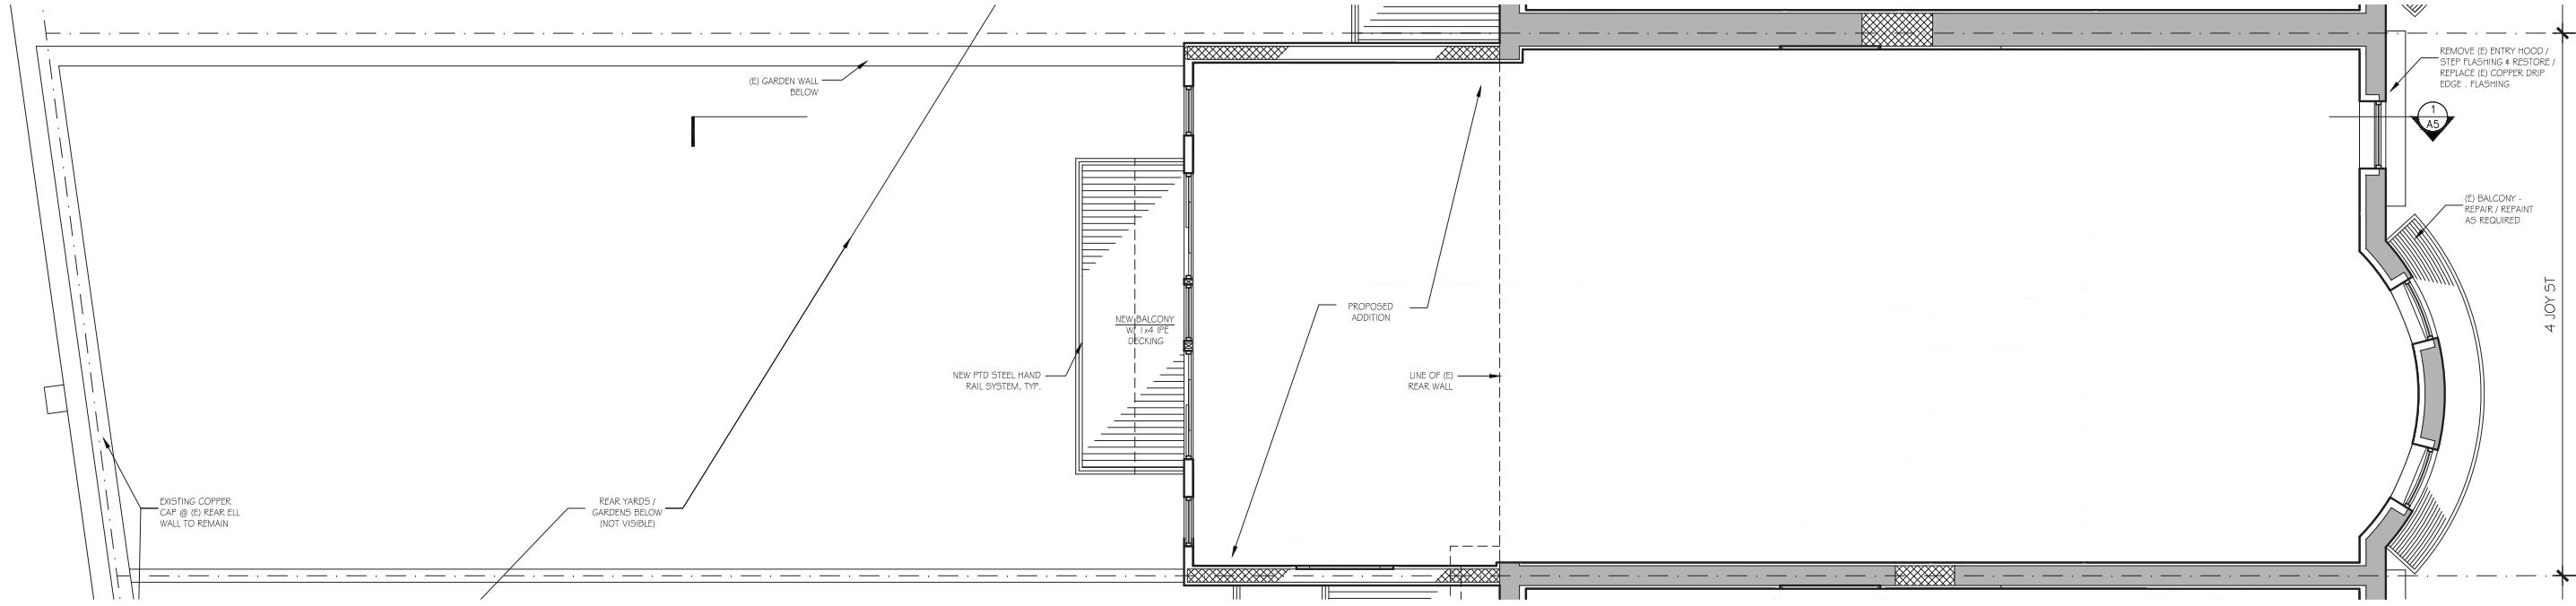 (E) GARDEN WALL
BELOW
REMOVE (E) ENTRY HOOD /
STEP FLASHING & RESTORE /
REPLACE (E) COPPER DRIP
EDGE . FLASHING
1
A5
(E) BALCONY -
REPAIR / REPAINT
AS REQUIRED
4 JOY ST
PROPOSED
ADDITION
NEW BALCONY
W/ 1x4 IPE
DECKING
NEW PTD STEEL HAND
RAIL SYSTEM, TYP.
LINE OF (E)
REAR WALL
EXISTING COPPER
CAP @ (E) REAR ELL
WALL TO REMAIN
REAR YARDS /
GARDENS BELOW
(NOT VISIBLE)